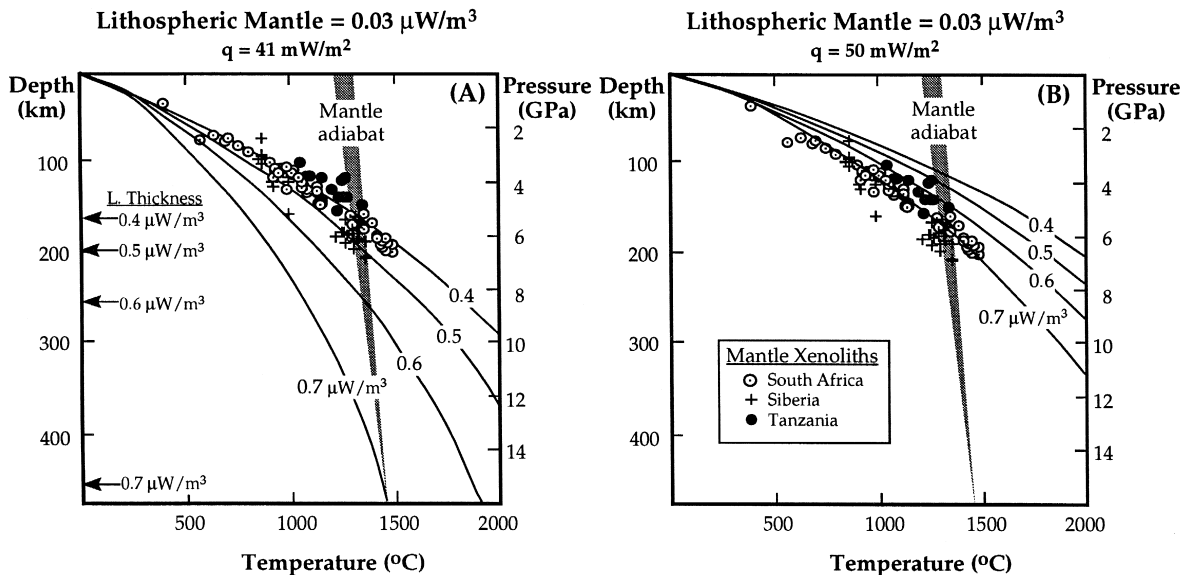 Lithospheric Mantle = 0.03 µW/m³
q = 41 mW/m²
Depth
(km)
(A)
Pressure
(GPa)
Mantle
adiabat
100
200
300
400
2
4
6
8
10
12
14
L. Thickness
0.4 µW/m³
0.5 µW/m³
0.6 µW/m³
0.7 µW/m³
0.4
0.5
0.6
0.7 µW/m³
500
1000
1500
2000
Temperature (ºC)
Lithospheric Mantle = 0.03 µW/m³
q = 50 mW/m²
Depth
(km)
(B)
Pressure
(GPa)
Mantle
adiabat
100
200
300
400
2
4
6
8
10
12
14
0.4
0.5
0.6
0.7 µW/m³
Mantle Xenoliths
South Africa
Siberia
Tanzania
500
1000
1500
2000
Temperature (ºC)